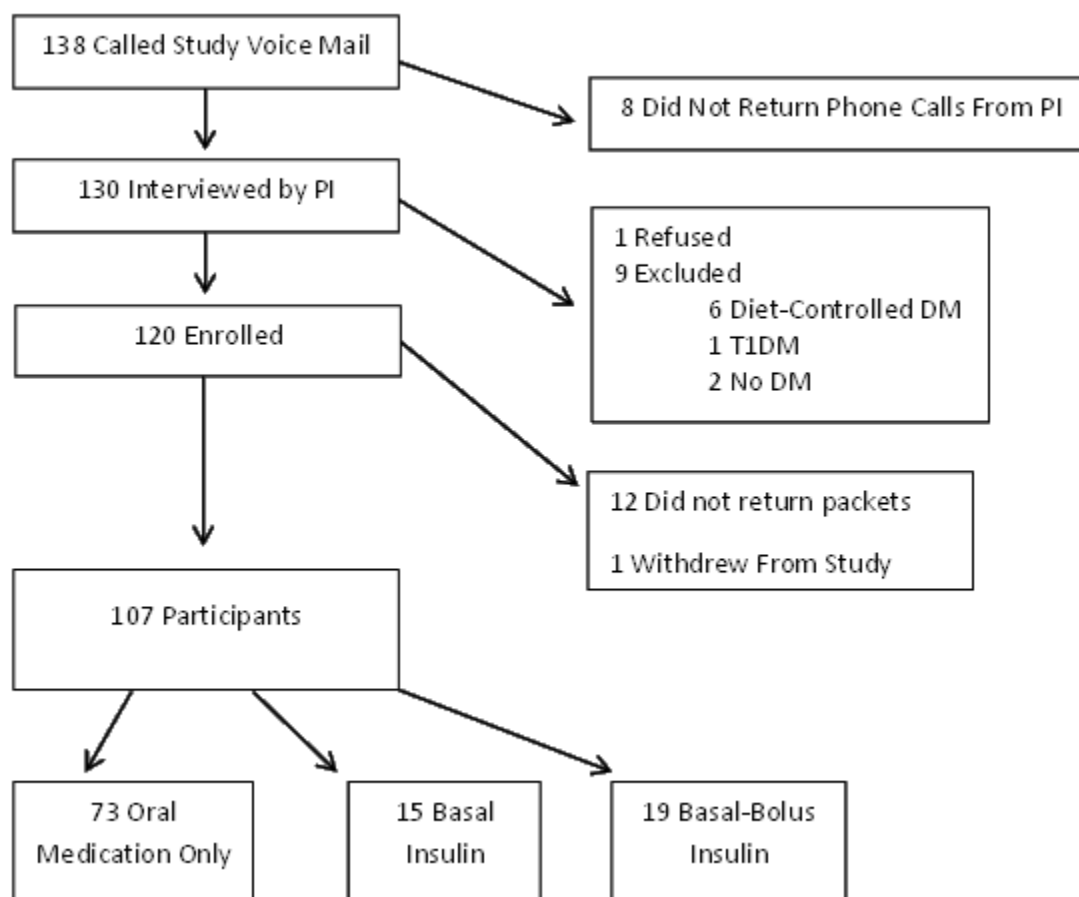 138 Called Study Voice Mail
8 Did Not Return Phone Calls From PI
130 Interviewed by PI
1 Refused
9 Excluded
6 Diet-Controlled DM
1 T1DM
2 No DM
120 Enrolled
12 Did not return packets
1 Withdrew From Study
107 Participants
73 Oral
Medication Only
15 Basal
Insulin
19 Basal-Bolus
Insulin